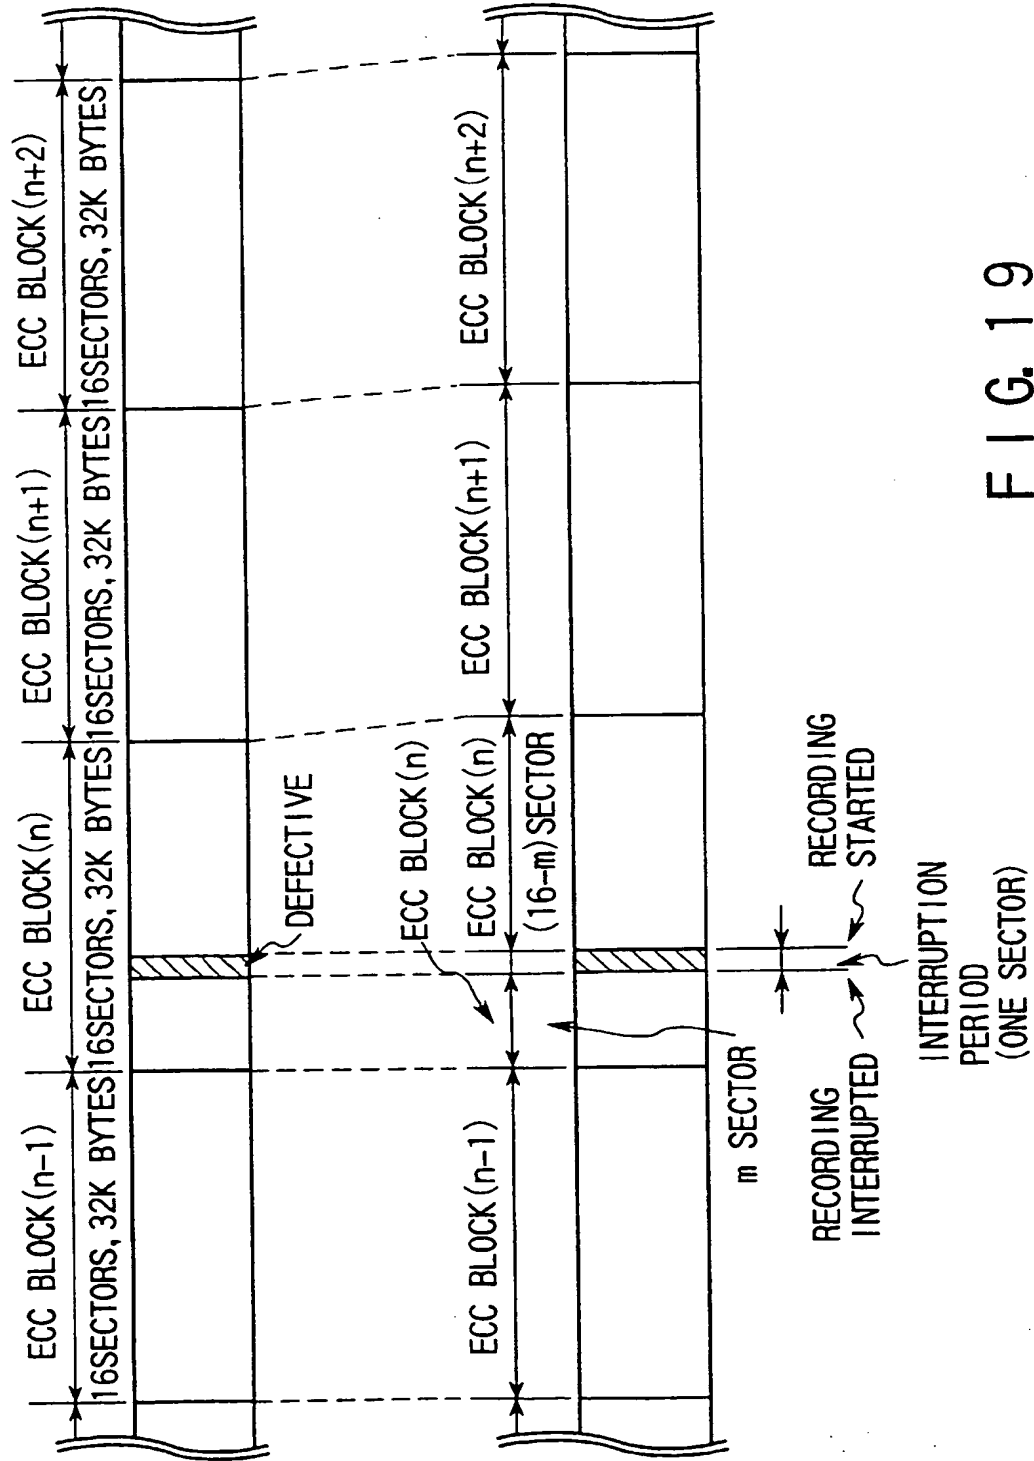 ECC BLOCK(n-1)
ECC BLOCK(n)
ECC BLOCK(n+1)
ECC BLOCK(n+2)
16SECTORS, 32K BYTES
16SECTORS, 32K BYTES
16SECTORS, 32K BYTES
16SECTORS, 32K BYTES
DEFECTIVE
ECC BLOCK(n)
ECC BLOCK(n-1)
ECC BLOCK(n)
(16-m)SECTOR
ECC BLOCK(n+1)
ECC BLOCK(n+2)
m SECTOR
RECORDING
INTERRUPTED
RECORDING
STARTED
INTERRUPTION
PERIOD
(ONE SECTOR)
FIG. 19